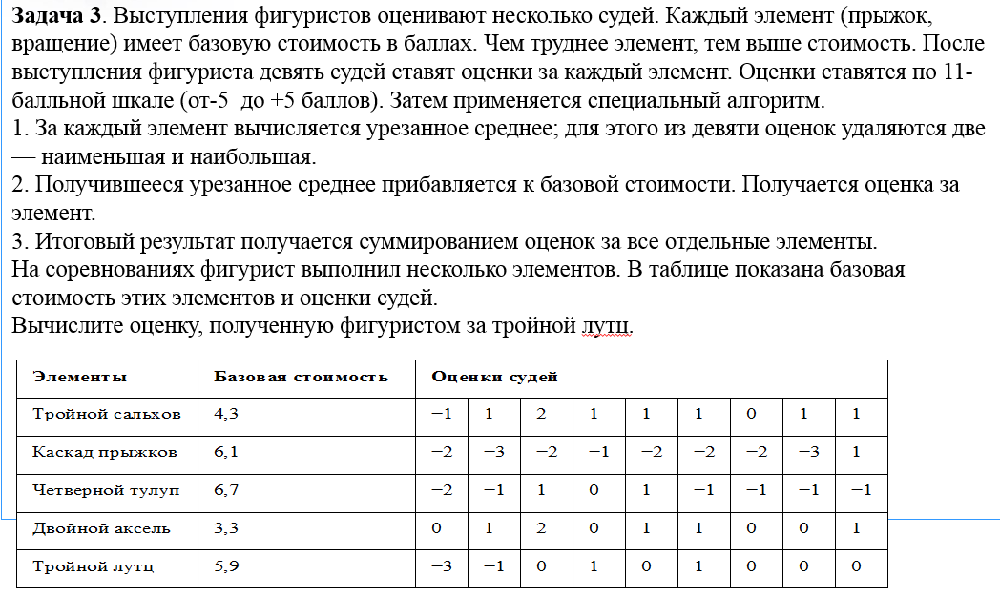 Задача 3. Выступления фигуристов оценивают несколько судей. Каждый элемент (прыжок,
вращение) имеет базовую стоимость в баллах. Чем труднее элемент, тем выше стоимость. После
выступления фигуриста девять судей ставят оценки за каждый элемент. Оценки ставятся по 11-
балльной шкале (от-5  до +5 баллов). Затем применяется специальный алгоритм.
1. За каждый элемент вычисляется урезанное среднее; для этого из девяти оценок удаляются две
— наименьшая и наибольшая.
2. Получившееся урезанное среднее прибавляется к базовой стоимости. Получается оценка за
элемент.
3. Итоговый результат получается суммированием оценок за все отдельные элементы.
На соревнованиях фигурист выполнил несколько элементов. В таблице показана базовая
стоимость этих элементов и оценки судей.
Вычислите оценку, полученную фигуристом за тройной лутц.
Элементы Базовая стоимость Оценки судей
Тройной сальхов 4,3 −1 1 2 1 1 1 0 1 1
Каскад прыжков 6,1 −2 −3 −2 −1 −2 −2 −2 −3 1
Четверной тулуп 6,7 −2 −1 1 0 1 −1 −1 −1 −1
Двойной аксель 3,3 0 1 2 0 1 1 0 0 1
Тройной лутц 5,9 −3 −1 0 1 0 1 0 0 0